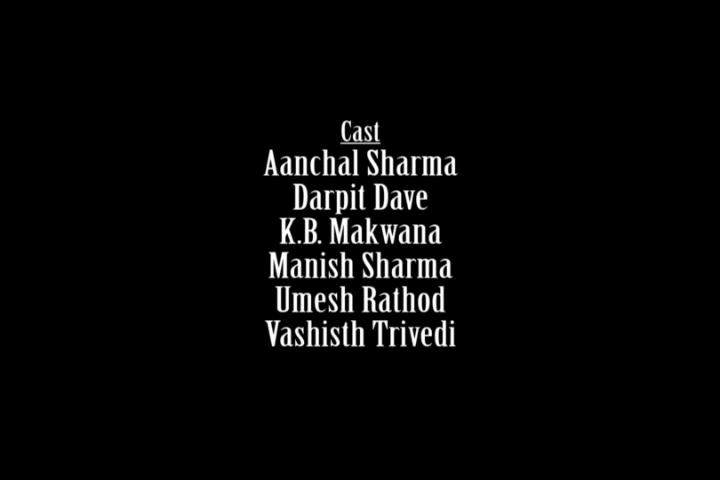 Cast
Aanchal Sharma
Darpit Dave
K.B. Makwana
Manish Sharma
Umesh Rathod
Vashisth Trivedi